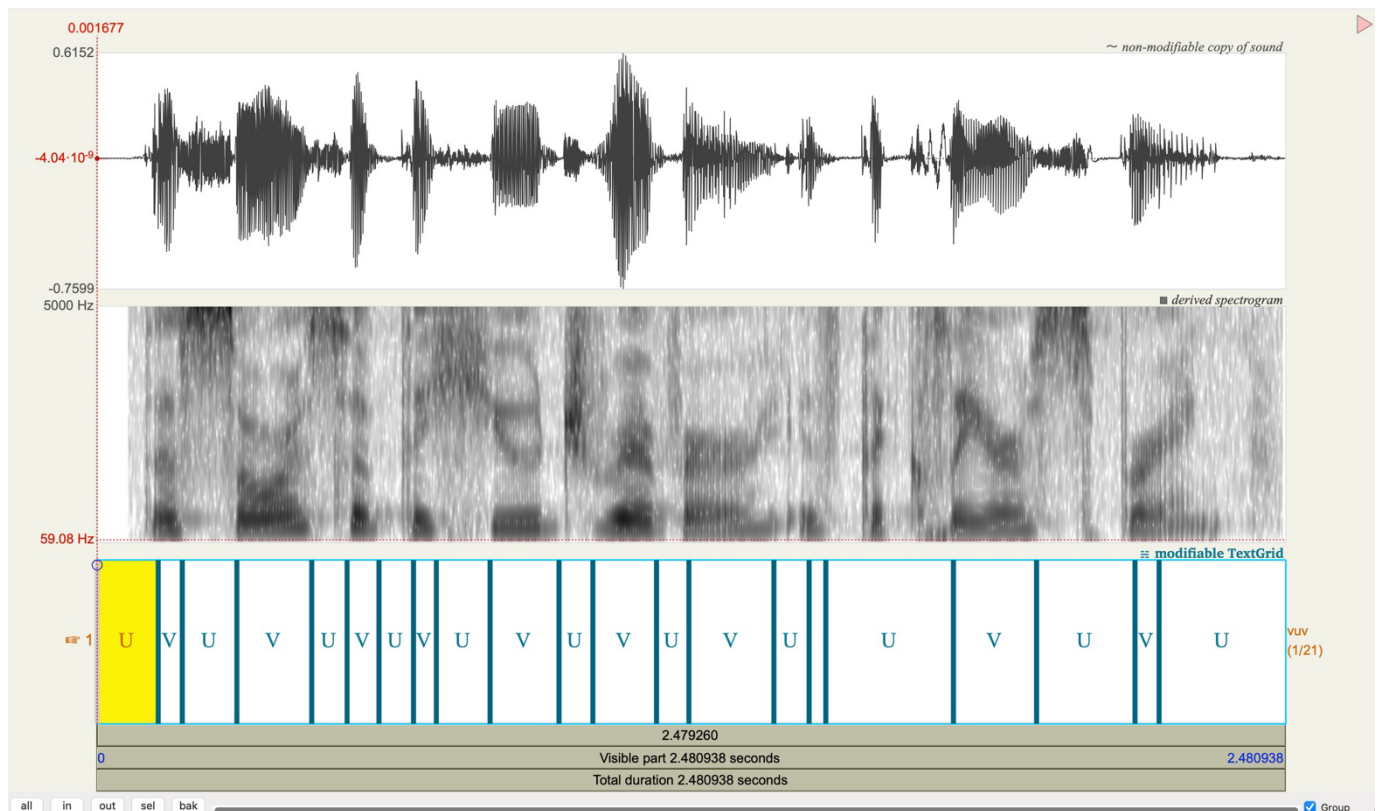 0.001677
0.6152
~ non-modifiable copy of sound
-4.04·10⁻⁹
-0.7599
5000 Hz
■ derived spectrogram
59.08 Hz
modifiable TextGrid
1 U V U V U V U V U V U V U V U U V U V U vuv
(1/21)
2.479260
0 Visible part 2.480938 seconds 2.480938
Total duration 2.480938 seconds
all in out sel bak Group